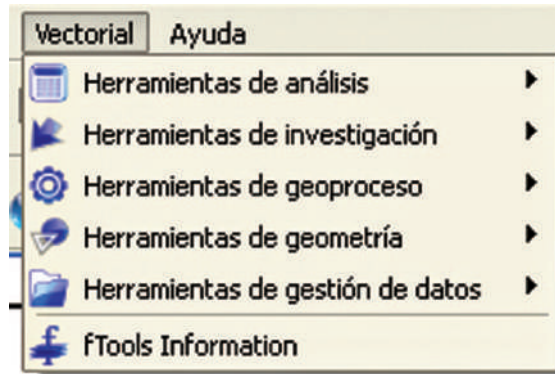 Vectorial Ayuda
Herramientas de análisis
Herramientas de investigación
Herramientas de geoproceso
Herramientas de geometría
Herramientas de gestión de datos
fTools Information